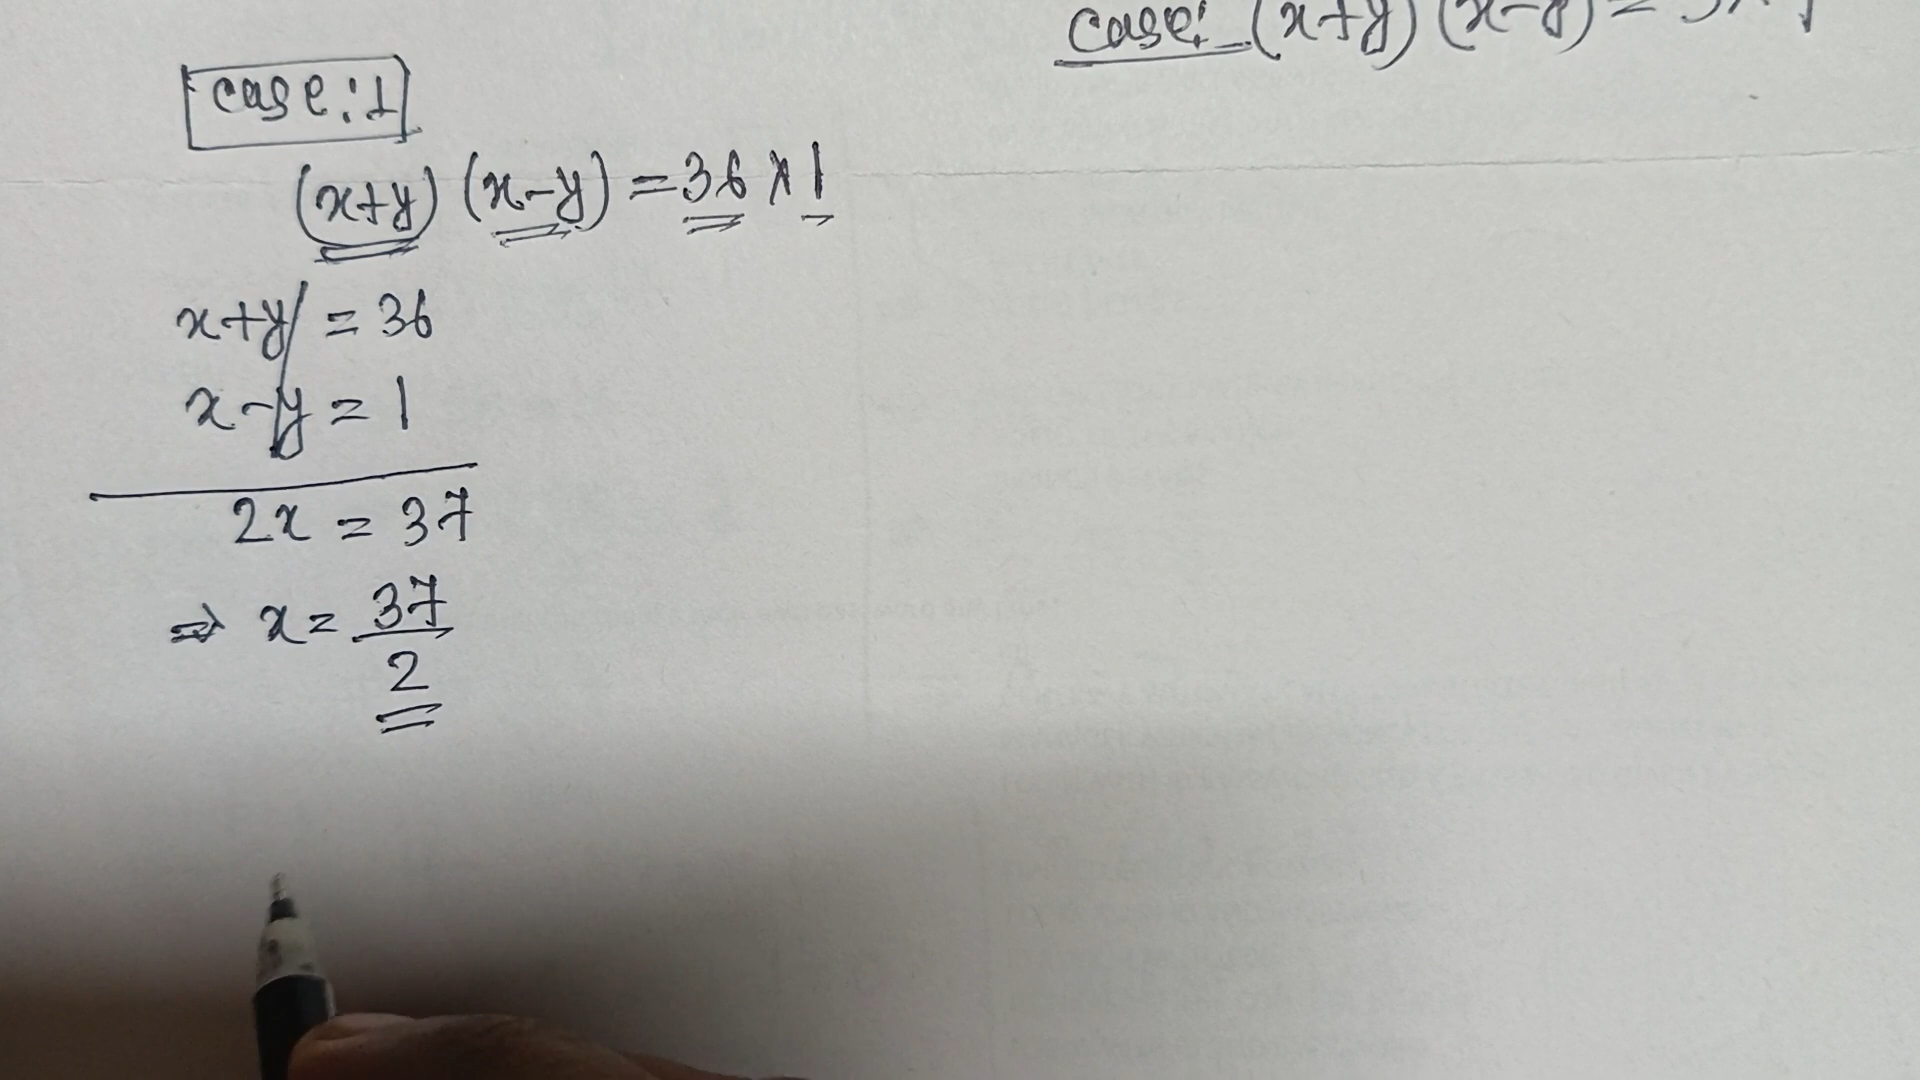 case: (x+y) (x-y) =
case: 1
(x+y) (x-y) = 36 x 1
x+y = 36
x-y = 1
2x = 37
⇒ x = 37/2